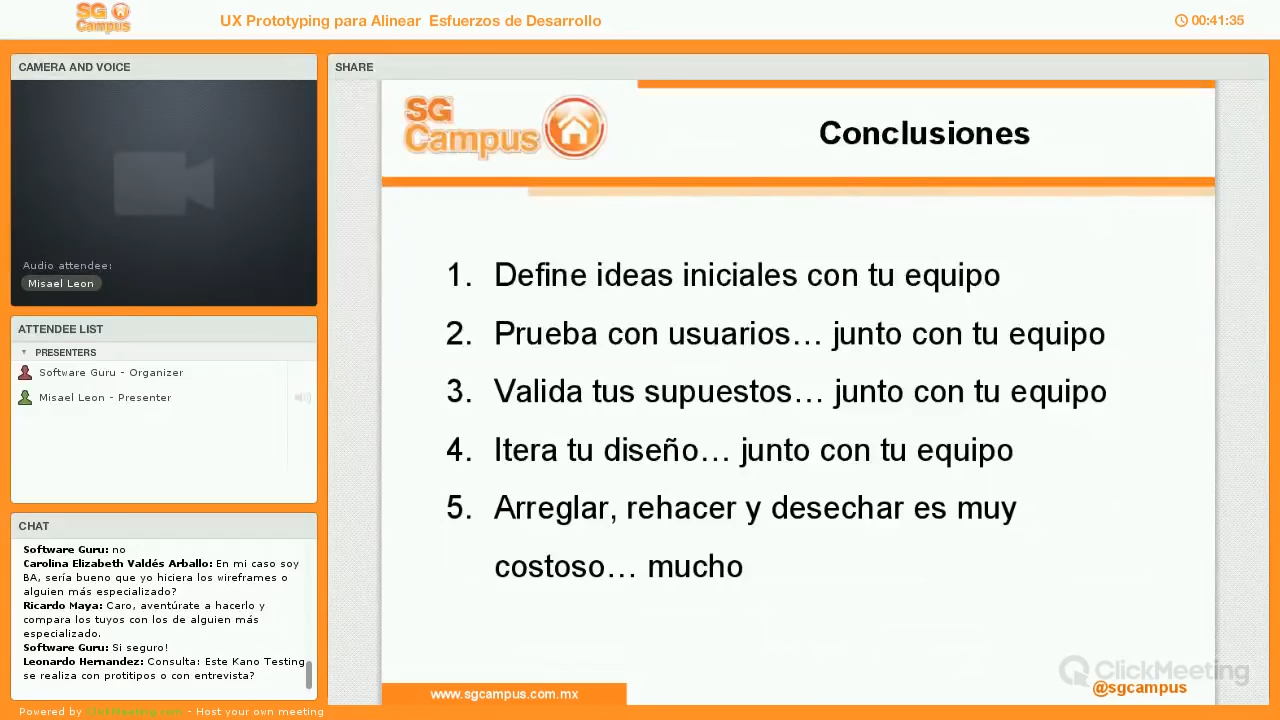 SG
Campus
UX Prototyping para Alinear  Esfuerzos de Desarrollo
00:41:35
CAMERA AND VOICE
Audio attendee:
Misael Leon
ATTENDEE LIST
PRESENTERS
Software Guru - Organizer
Misael Leon - Presenter
CHAT
Software Guru: no
Carolina Elizabeth Valdés Arballo: En mi caso soy
BA, sería bueno que yo hiciera los wireframes o
alguien más especializado?
Ricardo Maya: Caro, aventúrate a hacerlo y
compara los tuyos con los de alguien más
especializado.
Software Guru: Si seguro!
Leonardo Hernandez: Consulta: Este Kano Testing
se realiza con protitipos o con entrevista?
SHARE
SG
Campus
Conclusiones
1. Define ideas iniciales con tu equipo
2. Prueba con usuarios... junto con tu equipo
3. Valida tus supuestos... junto con tu equipo
4. Itera tu diseño... junto con tu equipo
5. Arreglar, rehacer y desechar es muy
costoso... mucho
www.sgcampus.com.mx
ClickMeeting
@sgcampus
Powered by ClickMeeting.com - Host your own meeting